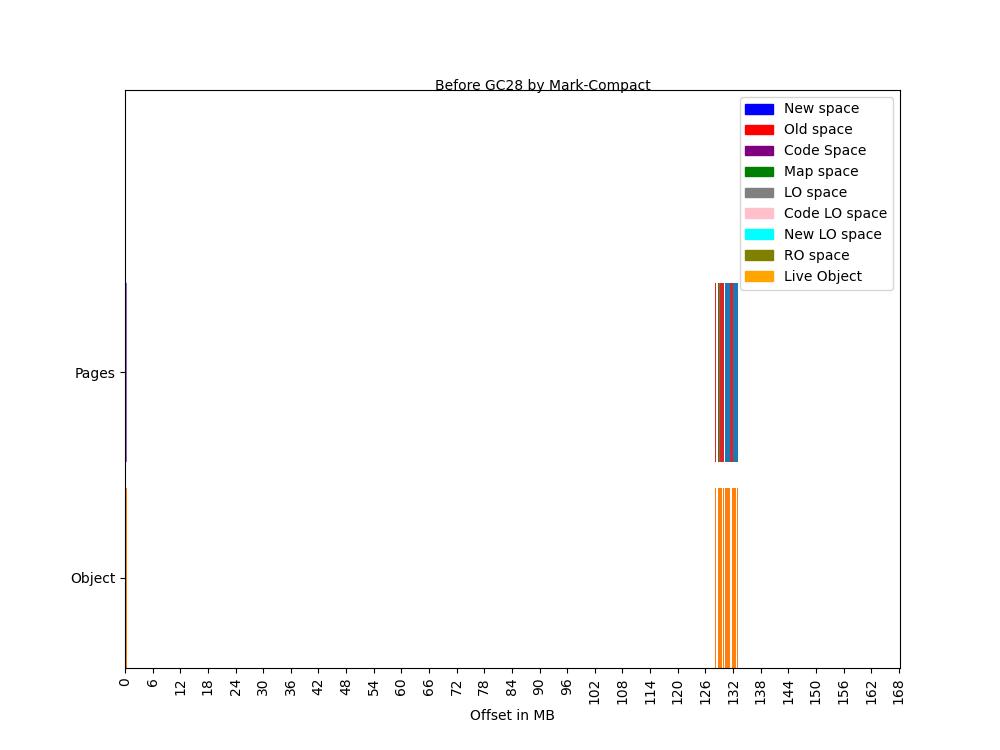 Before GC28 by Mark-Compact
New space
Old space
Code Space
Map space
LO space
Code LO space
New LO space
RO space
Live Object
Pages
Object
0 6 12 18 24 30 36 42 48 54 60 66 72 78 84 90 96 102 108 114 120 126 132 138 144 150 156 162 168
Offset in MB